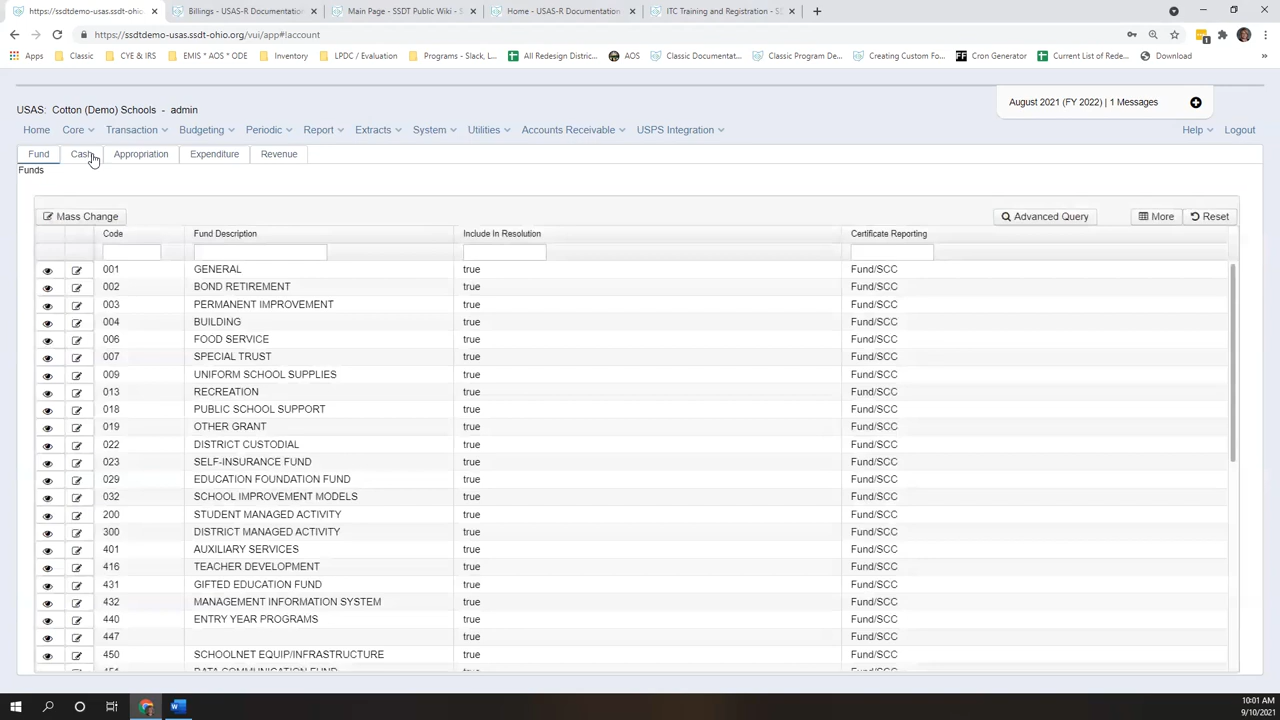 https://ssdtdemo-usas.ssdt-ohio.or
Billings - USAS-R Documentation
Main Page - SSDT Public Wiki -
Home - USAS-R Documentation
ITC Training and Registration - SS
ssdtdemo-usas.ssdt-ohio.org/vui/app#!account
Apps Classic CYE & IRS EMIS * AOS * ODE Inventory LPDC / Evaluation Programs - Slack, L... All Redesign Distric... AOS Classic Documentat... Classic Program De... Creating Custom Fo... Cron Generator Current List of Rede... Download
USAS: Cotton (Demo) Schools - admin
August 2021 (FY 2022) | 1 Messages
Home Core Transaction Budgeting Periodic Report Extracts System Utilities Accounts Receivable USPS Integration Help Logout
Fund Cash Appropriation Expenditure Revenue
Funds
Mass Change Advanced Query More Reset
Code Fund Description Include In Resolution Certificate Reporting
001 GENERAL true Fund/SCC
002 BOND RETIREMENT true Fund/SCC
003 PERMANENT IMPROVEMENT true Fund/SCC
004 BUILDING true Fund/SCC
006 FOOD SERVICE true Fund/SCC
007 SPECIAL TRUST true Fund/SCC
009 UNIFORM SCHOOL SUPPLIES true Fund/SCC
013 RECREATION true Fund/SCC
018 PUBLIC SCHOOL SUPPORT true Fund/SCC
019 OTHER GRANT true Fund/SCC
022 DISTRICT CUSTODIAL true Fund/SCC
023 SELF-INSURANCE FUND true Fund/SCC
029 EDUCATION FOUNDATION FUND true Fund/SCC
032 SCHOOL IMPROVEMENT MODELS true Fund/SCC
200 STUDENT MANAGED ACTIVITY true Fund/SCC
300 DISTRICT MANAGED ACTIVITY true Fund/SCC
401 AUXILIARY SERVICES true Fund/SCC
416 TEACHER DEVELOPMENT true Fund/SCC
431 GIFTED EDUCATION FUND true Fund/SCC
432 MANAGEMENT INFORMATION SYSTEM true Fund/SCC
440 ENTRY YEAR PROGRAMS true Fund/SCC
447 true Fund/SCC
450 SCHOOLNET EQUIP/INFRASTRUCTURE true Fund/SCC
451 DATA COMMUNICATION FUND true Fund/SCC
10:01 AM
9/10/2021